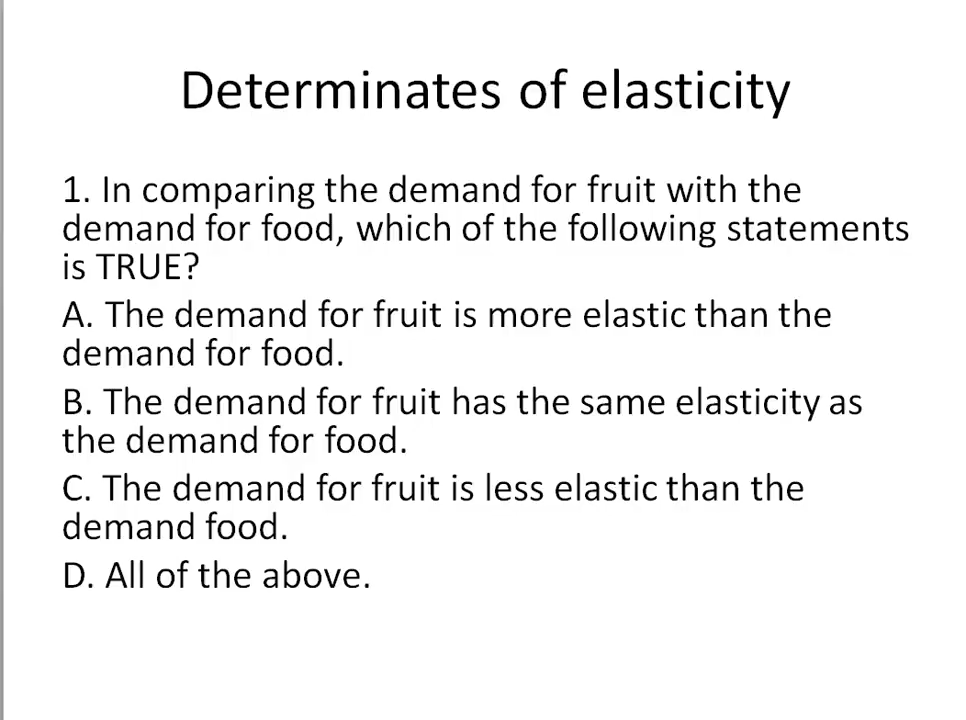 Determinates of elasticity
1. In comparing the demand for fruit with the
demand for food, which of the following statements
is TRUE?
A. The demand for fruit is more elastic than the
demand for food.
B. The demand for fruit has the same elasticity as
the demand for food.
C. The demand for fruit is less elastic than the
demand food.
D. All of the above.